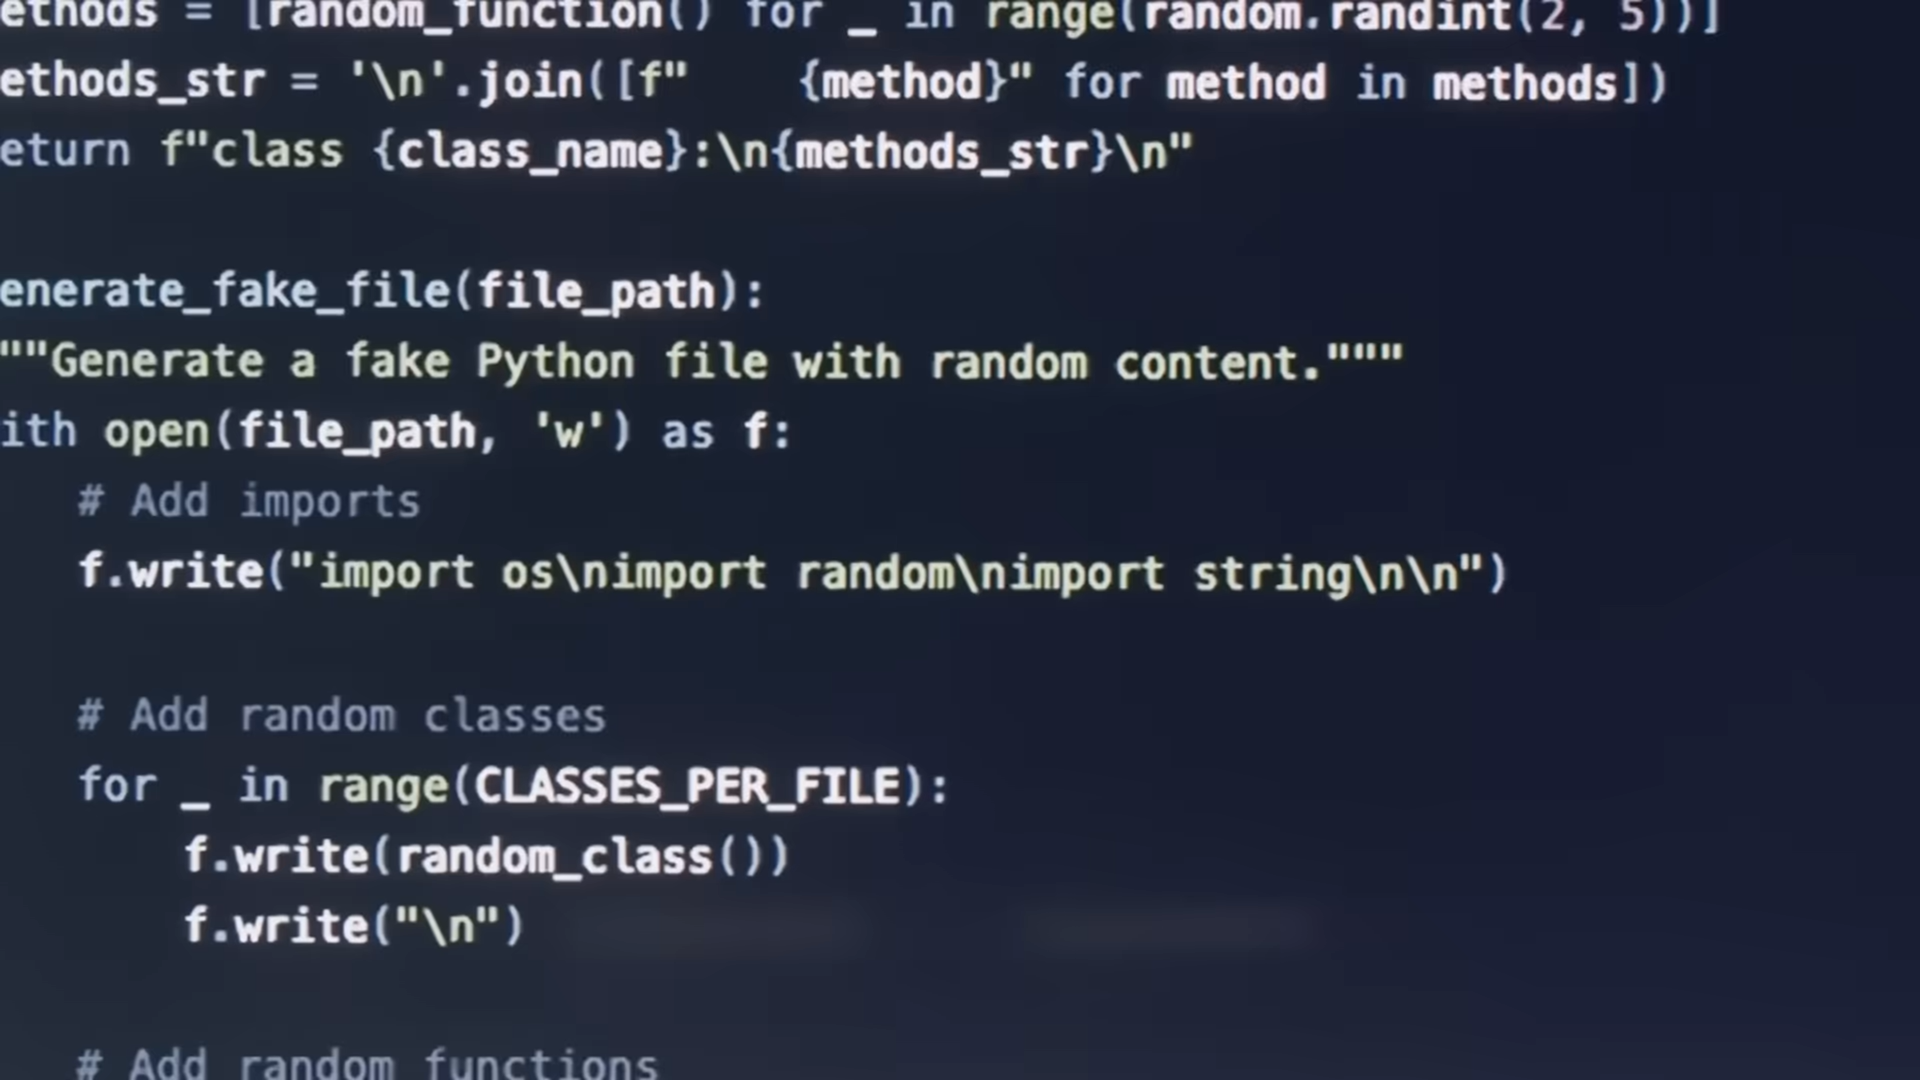 ethods = [random_function() for _ in range(random.randint(2, 5))]
ethods_str = '\n'.join([f"    {method}" for method in methods])
eturn f"class {class_name}:\n{methods_str}\n"
enerate_fake_file(file_path):
"""Generate a fake Python file with random content."""
ith open(file_path, 'w') as f:
# Add imports
f.write("import os\nimport random\nimport string\n\n")
# Add random classes
for _ in range(CLASSES_PER_FILE):
f.write(random_class())
f.write("\n")
# Add random functions